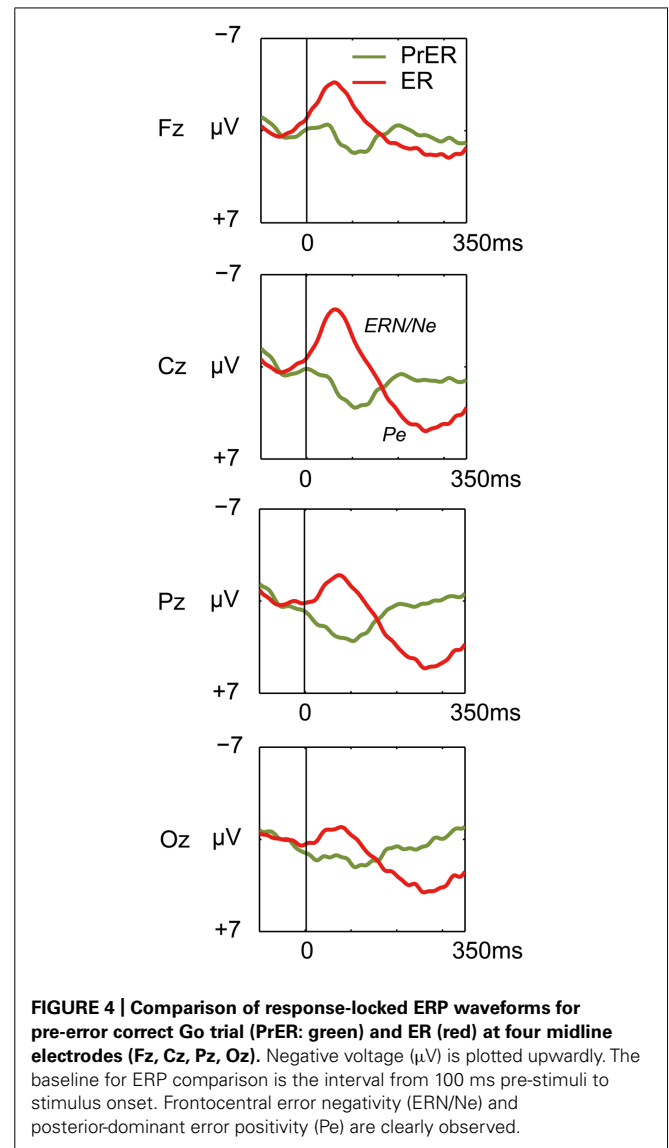 −7
PrER
ER
Fz μV
+7
0 350ms
−7
ERN/Ne
Cz μV
Pe
+7
0 350ms
−7
Pz μV
+7
0 350ms
−7
Oz μV
+7
0 350ms
FIGURE 4 | Comparison of response-locked ERP waveforms for
pre-error correct Go trial (PrER: green) and ER (red) at four midline
electrodes (Fz, Cz, Pz, Oz). Negative voltage (μV) is plotted upwardly. The
baseline for ERP comparison is the interval from 100 ms pre-stimuli to
stimulus onset. Frontocentral error negativity (ERN/Ne) and
posterior-dominant error positivity (Pe) are clearly observed.